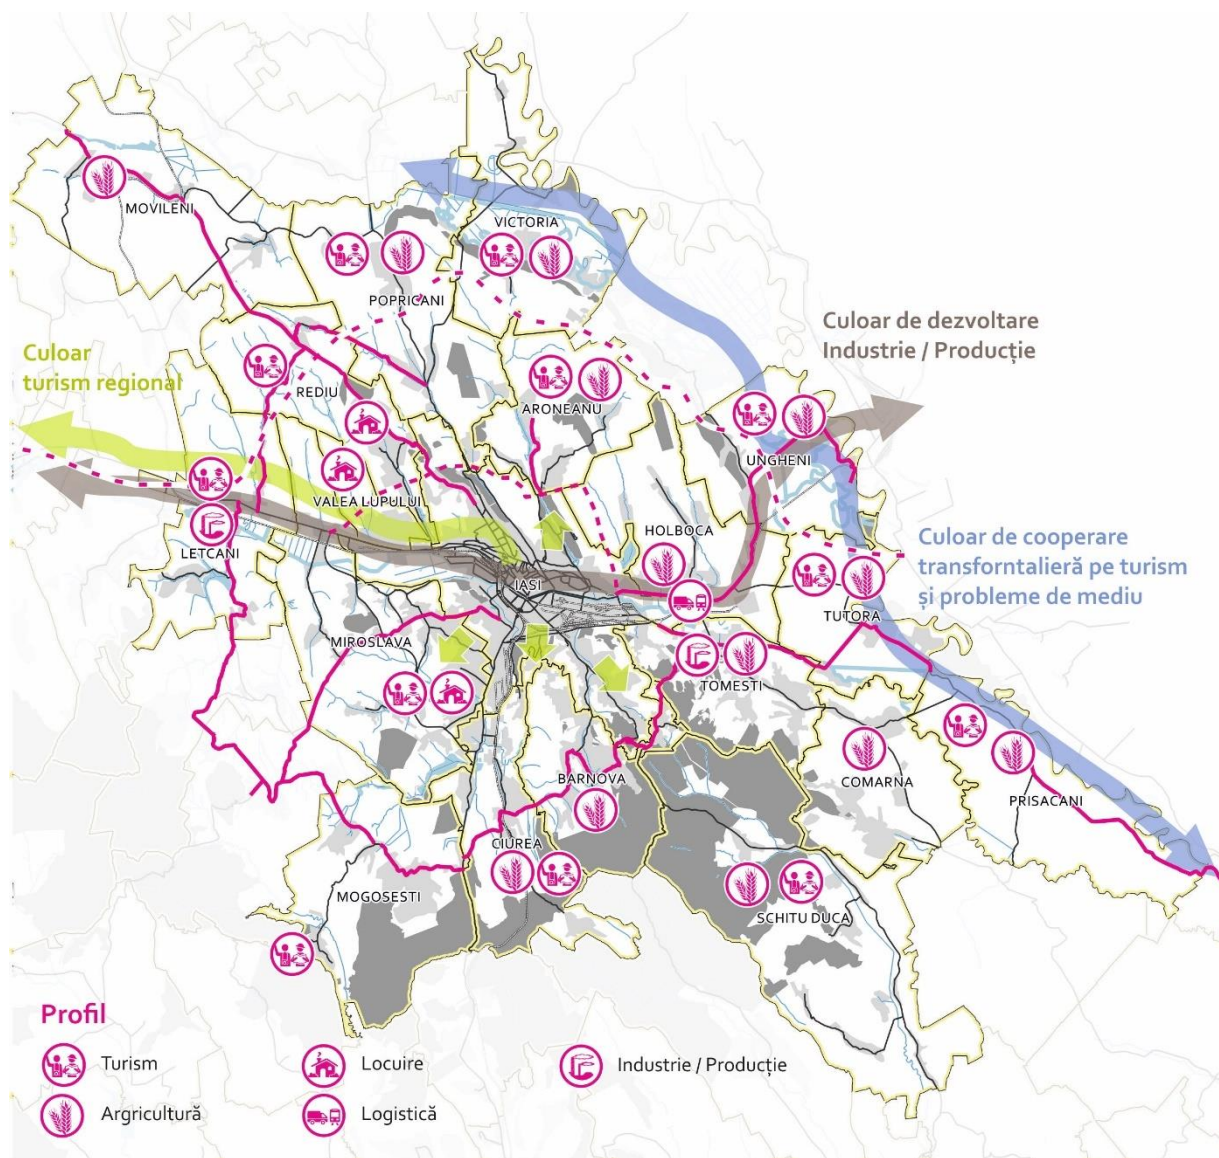 MOVILENI
VICTORIA
POPRICANI
Culoar de dezvoltare
Industrie / Producție
Culoar
turism regional
REDIU
ARONEANU
UNGHENI
VALEA LUPULUI
HOLBOCA
LETCANI
Culoar de cooperare
transforntalieră pe turism
și probleme de mediu
IASI
TUTORA
MIROSLAVA
TOMESTI
BARNOVA
COMARNA
PRISACANI
CIUREA
MOGOSESTI
SCHITU DUCA
Profil
Turism
Locuire
Industrie / Producție
Argricultură
Logistică